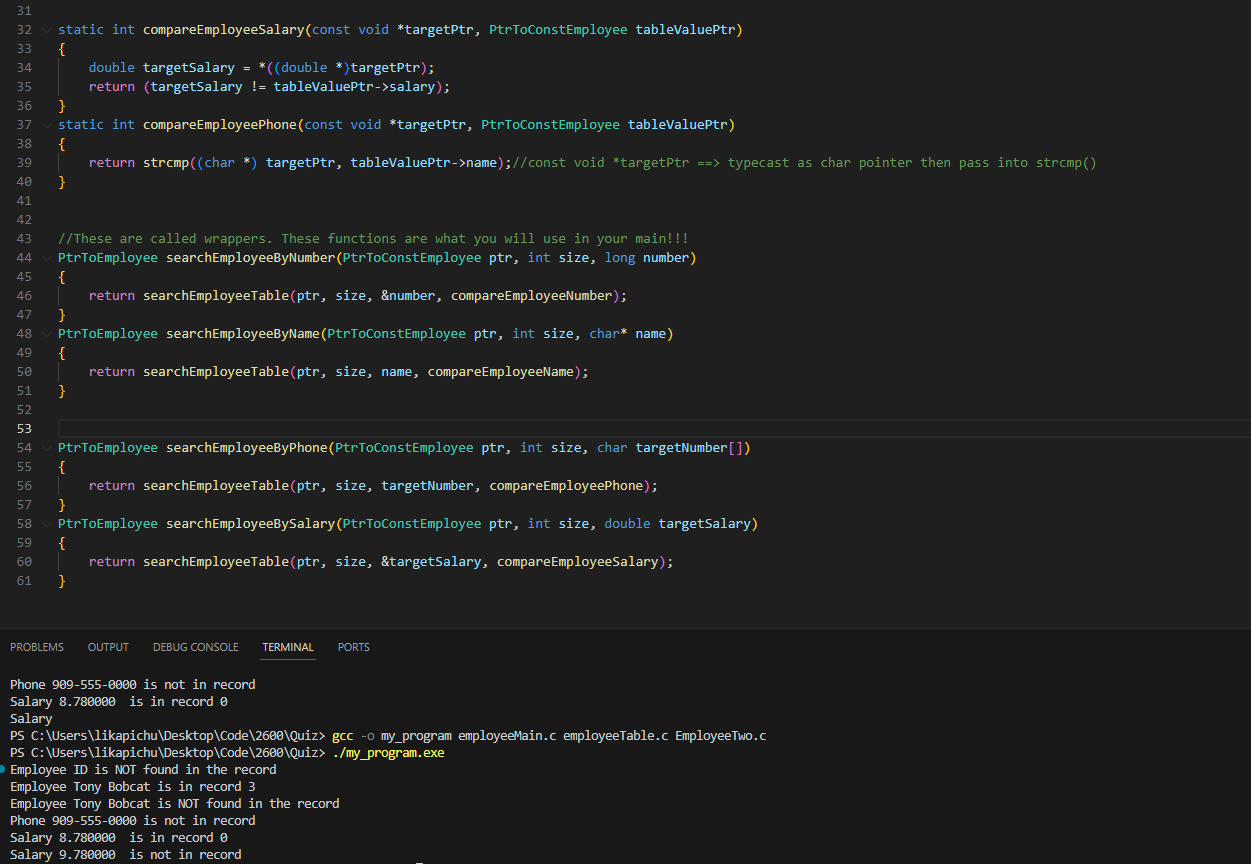 31
32 static int compareEmployeeSalary(const void *targetPtr, PtrToConstEmployee tableValuePtr)
33 {
34     double targetSalary = *((double *)targetPtr);
35     return (targetSalary != tableValuePtr->salary);
36 }
37 static int compareEmployeePhone(const void *targetPtr, PtrToConstEmployee tableValuePtr)
38 {
39     return strcmp((char *) targetPtr, tableValuePtr->name);//const void *targetPtr ==> typecast as char pointer then pass into strcmp()
40 }
41
42
43 //These are called wrappers. These functions are what you will use in your main!!!
44 PtrToEmployee searchEmployeeByNumber(PtrToConstEmployee ptr, int size, long number)
45 {
46     return searchEmployeeTable(ptr, size, &number, compareEmployeeNumber);
47 }
48 PtrToEmployee searchEmployeeByName(PtrToConstEmployee ptr, int size, char* name)
49 {
50     return searchEmployeeTable(ptr, size, name, compareEmployeeName);
51 }
52
53
54 PtrToEmployee searchEmployeeByPhone(PtrToConstEmployee ptr, int size, char targetNumber[])
55 {
56     return searchEmployeeTable(ptr, size, targetNumber, compareEmployeePhone);
57 }
58 PtrToEmployee searchEmployeeBySalary(PtrToConstEmployee ptr, int size, double targetSalary)
59 {
60     return searchEmployeeTable(ptr, size, &targetSalary, compareEmployeeSalary);
61 }
PROBLEMS OUTPUT DEBUG CONSOLE TERMINAL PORTS
Phone 909-555-0000 is not in record
Salary 8.780000  is in record 0
Salary
PS C:\Users\likapichu\Desktop\Code\2600\Quiz> gcc -o my_program employeeMain.c employeeTable.c EmployeeTwo.c
PS C:\Users\likapichu\Desktop\Code\2600\Quiz> ./my_program.exe
Employee ID is NOT found in the record
Employee Tony Bobcat is in record 3
Employee Tony Bobcat is NOT found in the record
Phone 909-555-0000 is not in record
Salary 8.780000  is in record 0
Salary 9.780000  is not in record